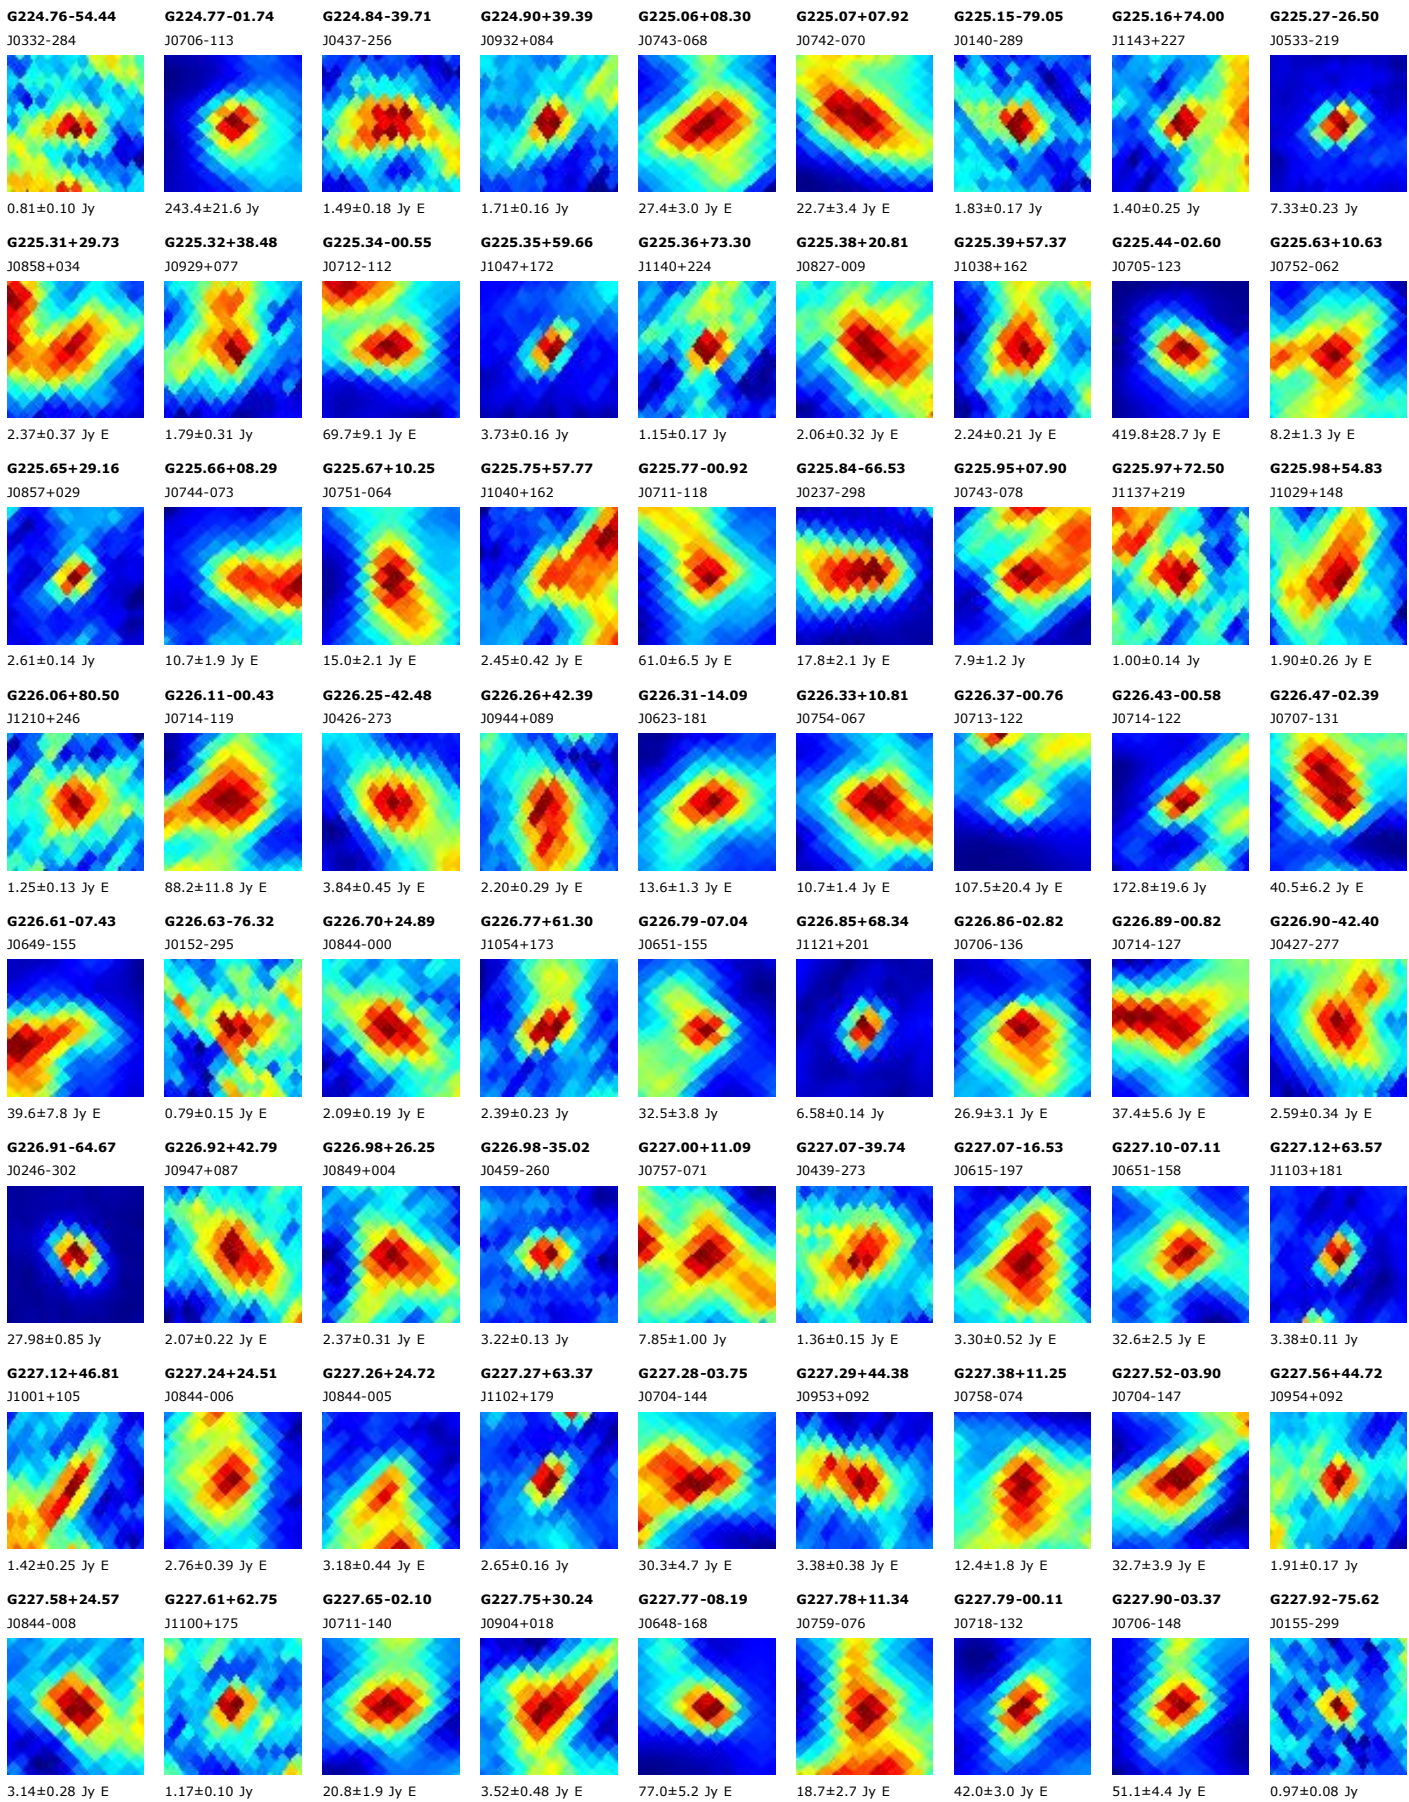 G224.76-54.44 G224.77-01.74 G224.84-39.71 G224.90+39.39 G225.06+08.30 G225.07+07.92 G225.15-79.05 G225.16+74.00 G225.27-26.50
J0332-284 J0706-113 J0437-256 J0932+084 J0743-068 J0742-070 J0140-289 J1143+227 J0533-219
0.81±0.10 Jy 243.4±21.6 Jy 1.49±0.18 Jy E 1.71±0.16 Jy 27.4±3.0 Jy E 22.7±3.4 Jy E 1.83±0.17 Jy 1.40±0.25 Jy 7.33±0.23 Jy
G225.31+29.73 G225.32+38.48 G225.34-00.55 G225.35+59.66 G225.36+73.30 G225.38+20.81 G225.39+57.37 G225.44-02.60 G225.63+10.63
J0858+034 J0929+077 J0712-112 J1047+172 J1140+224 J0827-009 J1038+162 J0705-123 J0752-062
2.37±0.37 Jy E 1.79±0.31 Jy 69.7±9.1 Jy E 3.73±0.16 Jy 1.15±0.17 Jy 2.06±0.32 Jy E 2.24±0.21 Jy E 419.8±28.7 Jy E 8.2±1.3 Jy E
G225.65+29.16 G225.66+08.29 G225.67+10.25 G225.75+57.77 G225.77-00.92 G225.84-66.53 G225.95+07.90 G225.97+72.50 G225.98+54.83
J0857+029 J0744-073 J0751-064 J1040+162 J0711-118 J0237-298 J0743-078 J1137+219 J1029+148
2.61±0.14 Jy 10.7±1.9 Jy E 15.0±2.1 Jy E 2.45±0.42 Jy E 61.0±6.5 Jy E 17.8±2.1 Jy E 7.9±1.2 Jy 1.00±0.14 Jy 1.90±0.26 Jy E
G226.06+80.50 G226.11-00.43 G226.25-42.48 G226.26+42.39 G226.31-14.09 G226.33+10.81 G226.37-00.76 G226.43-00.58 G226.47-02.39
J1210+246 J0714-119 J0426-273 J0944+089 J0623-181 J0754-067 J0713-122 J0714-122 J0707-131
1.25±0.13 Jy E 88.2±11.8 Jy E 3.84±0.45 Jy E 2.20±0.29 Jy E 13.6±1.3 Jy E 10.7±1.4 Jy E 107.5±20.4 Jy E 172.8±19.6 Jy 40.5±6.2 Jy E
G226.61-07.43 G226.63-76.32 G226.70+24.89 G226.77+61.30 G226.79-07.04 G226.85+68.34 G226.86-02.82 G226.89-00.82 G226.90-42.40
J0649-155 J0152-295 J0844-000 J1054+173 J0651-155 J1121+201 J0706-136 J0714-127 J0427-277
39.6±7.8 Jy E 0.79±0.15 Jy E 2.09±0.19 Jy E 2.39±0.23 Jy 32.5±3.8 Jy 6.58±0.14 Jy 26.9±3.1 Jy E 37.4±5.6 Jy E 2.59±0.34 Jy E
G226.91-64.67 G226.92+42.79 G226.98+26.25 G226.98-35.02 G227.00+11.09 G227.07-39.74 G227.07-16.53 G227.10-07.11 G227.12+63.57
J0246-302 J0947+087 J0849+004 J0459-260 J0757-071 J0439-273 J0615-197 J0651-158 J1103+181
27.98±0.85 Jy 2.07±0.22 Jy E 2.37±0.31 Jy E 3.22±0.13 Jy 7.85±1.00 Jy 1.36±0.15 Jy E 3.30±0.52 Jy E 32.6±2.5 Jy E 3.38±0.11 Jy
G227.12+46.81 G227.24+24.51 G227.26+24.72 G227.27+63.37 G227.28-03.75 G227.29+44.38 G227.38+11.25 G227.52-03.90 G227.56+44.72
J1001+105 J0844-006 J0844-005 J1102+179 J0704-144 J0953+092 J0758-074 J0704-147 J0954+092
1.42±0.25 Jy E 2.76±0.39 Jy E 3.18±0.44 Jy E 2.65±0.16 Jy 30.3±4.7 Jy E 3.38±0.38 Jy E 12.4±1.8 Jy E 32.7±3.9 Jy E 1.91±0.17 Jy
G227.58+24.57 G227.61+62.75 G227.65-02.10 G227.75+30.24 G227.77-08.19 G227.78+11.34 G227.79-00.11 G227.90-03.37 G227.92-75.62
J0844-008 J1100+175 J0711-140 J0904+018 J0648-168 J0759-076 J0718-132 J0706-148 J0155-299
3.14±0.28 Jy E 1.17±0.10 Jy 20.8±1.9 Jy E 3.52±0.48 Jy E 77.0±5.2 Jy E 18.7±2.7 Jy E 42.0±3.0 Jy E 51.1±4.4 Jy E 0.97±0.08 Jy